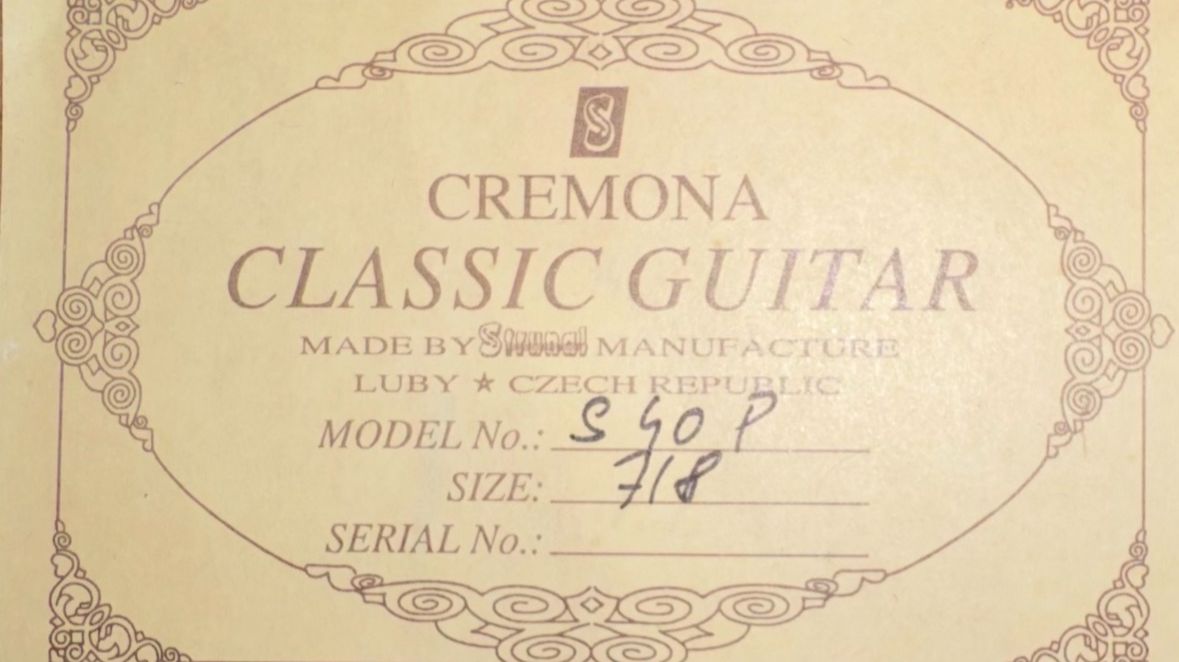 S
CREMONA
CLASSIC GUITAR
MADE BY Strunal MANUFACTURE
LUBY ★ CZECH REPUBLIC
MODEL No.: S 40 P
SIZE: 7/8
SERIAL No.: